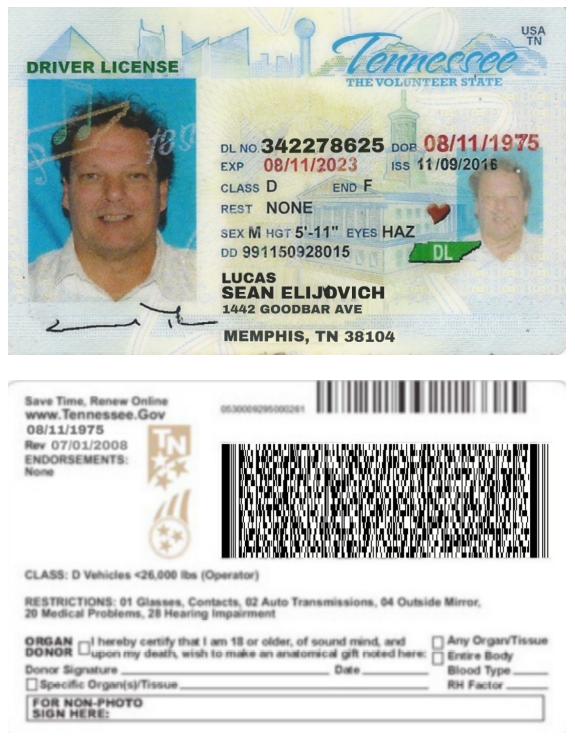 USA
TN
Tennessee
THE VOLUNTEER STATE
DRIVER LICENSE
DL NO. 342278625 DOB 08/11/1975
EXP 08/11/2023 ISS 11/09/2016
CLASS D END F
REST NONE
SEX M HGT 5'-11" EYES HAZ
DD 991150928015
DL
LUCAS
SEAN ELIJOVICH
1442 GOODBAR AVE
MEMPHIS, TN 38104
Save Time, Renew Online
www.Tennessee.Gov
08/11/1975
Rev 07/01/2008
ENDORSEMENTS:
None
TN
0530009295000261
CLASS: D Vehicles <26,000 lbs (Operator)
RESTRICTIONS: 01 Glasses, Contacts, 02 Auto Transmissions, 04 Outside Mirror,
20 Medical Problems, 28 Hearing Impairment
ORGAN DONOR I hereby certify that I am 18 or older, of sound mind, and
upon my death, wish to make an anatomical gift noted here:
Any Organ/Tissue
Entire Body
Donor Signature Date Blood Type
Specific Organ(s)/Tissue RH Factor
FOR NON-PHOTO
SIGN HERE: